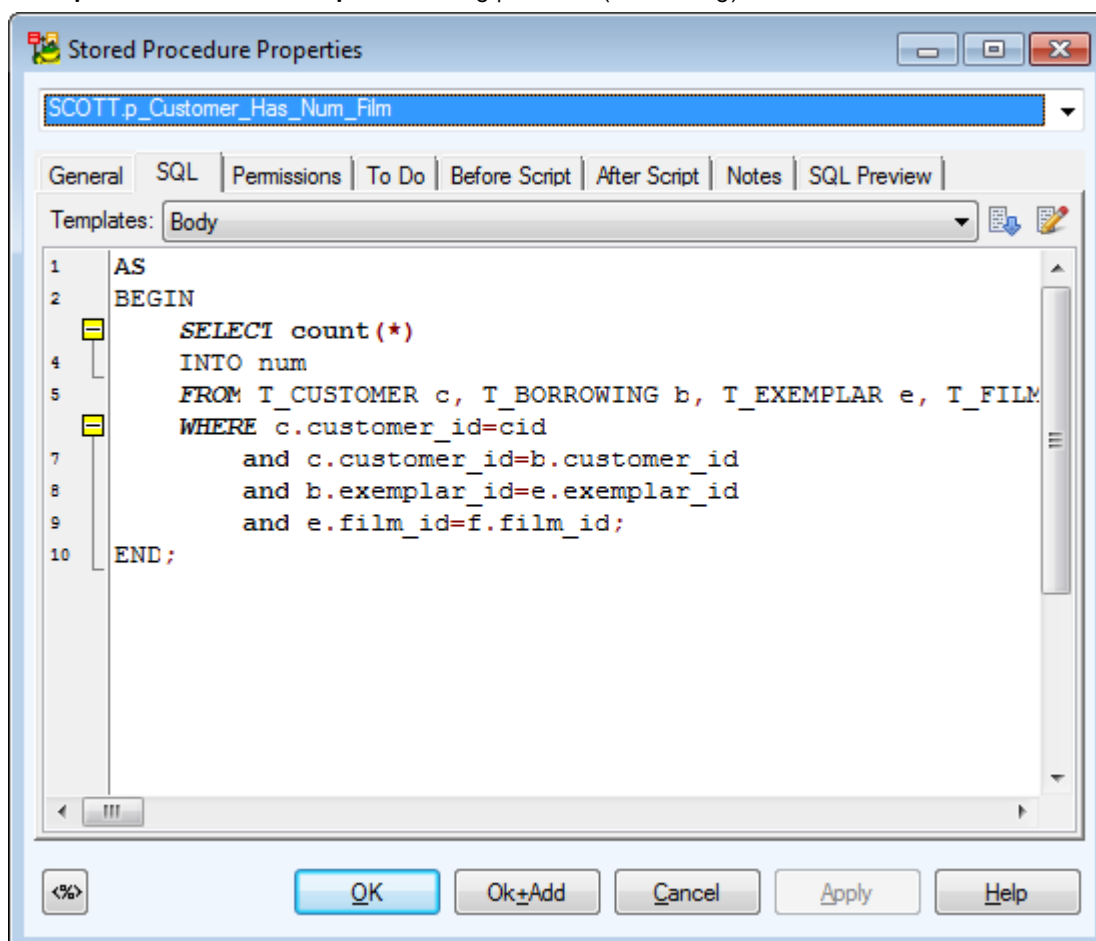 Stored Procedure Properties
SCOTT.p_Customer_Has_Num_Film
General SQL Permissions To Do Before Script After Script Notes SQL Preview
Templates: Body
1 AS
2 BEGIN
SELECT count(*)
4 INTO num
5 FROM T_CUSTOMER c, T_BORROWING b, T_EXEMPLAR e, T_FILM
WHERE c.customer_id=cid
7 and c.customer_id=b.customer_id
8 and b.exemplar_id=e.exemplar_id
9 and e.film_id=f.film_id;
10 END;
<%> OK Ok+Add Cancel Apply Help